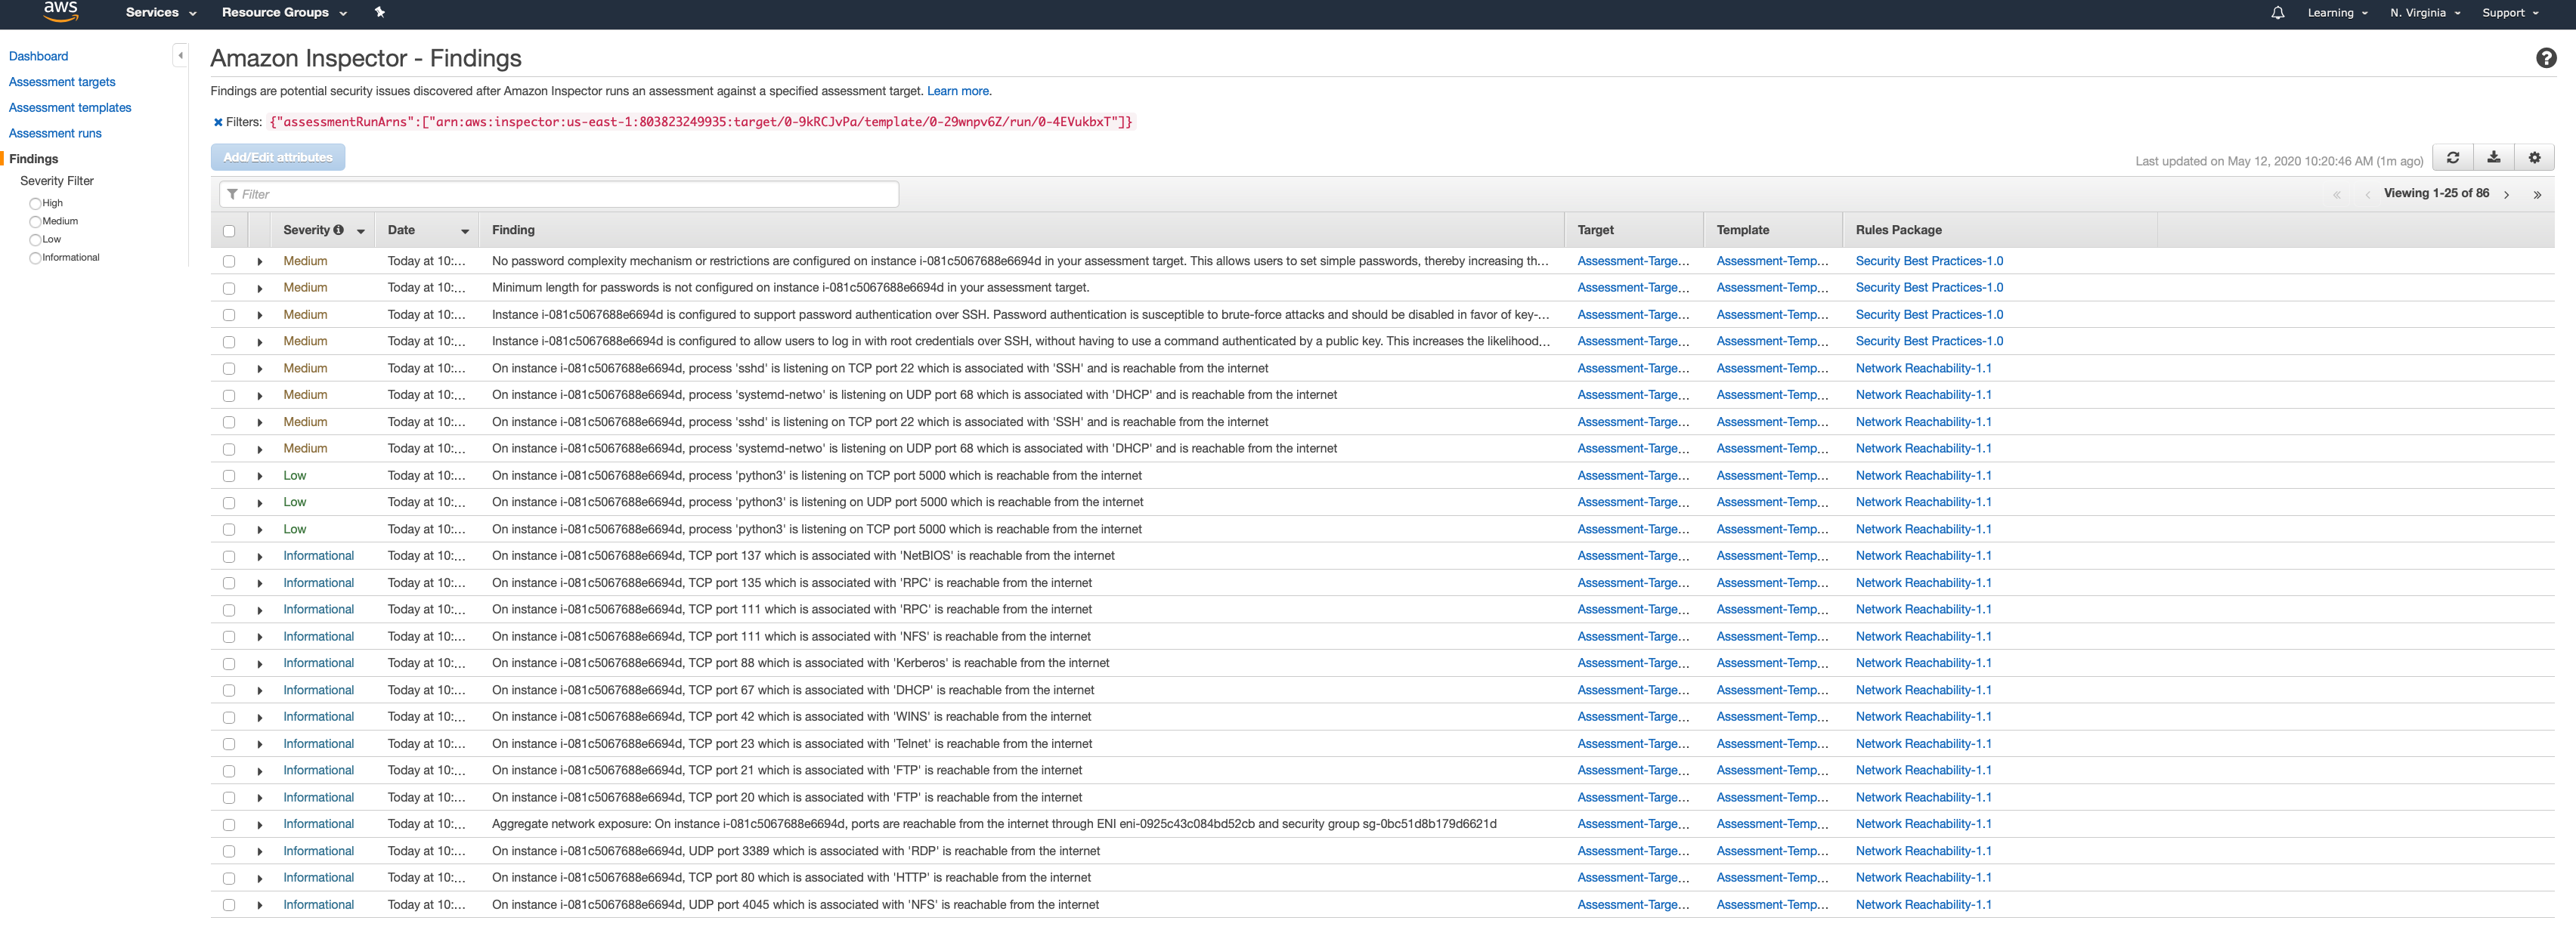 aws Services Resource Groups Learning N. Virginia Support
Dashboard
Assessment targets
Assessment templates
Assessment runs
Findings
Severity Filter
High
Medium
Low
Informational
Amazon Inspector - Findings
Findings are potential security issues discovered after Amazon Inspector runs an assessment against a specified assessment target. Learn more.
Filters: {"assessmentRunArns":["arn:aws:inspector:us-east-1:803823249935:target/0-9kRCJvPa/template/0-29wnpv6Z/run/0-4EVukbxT"]}
Add/Edit attributes Last updated on May 12, 2020 10:20:46 AM (1m ago)
Filter « ‹ Viewing 1-25 of 86 › »
Severity Date Finding Target Template Rules Package
Medium Today at 10:... No password complexity mechanism or restrictions are configured on instance i-081c5067688e6694d in your assessment target. This allows users to set simple passwords, thereby increasing th... Assessment-Targe... Assessment-Temp... Security Best Practices-1.0
Medium Today at 10:... Minimum length for passwords is not configured on instance i-081c5067688e6694d in your assessment target. Assessment-Targe... Assessment-Temp... Security Best Practices-1.0
Medium Today at 10:... Instance i-081c5067688e6694d is configured to support password authentication over SSH. Password authentication is susceptible to brute-force attacks and should be disabled in favor of key-... Assessment-Targe... Assessment-Temp... Security Best Practices-1.0
Medium Today at 10:... Instance i-081c5067688e6694d is configured to allow users to log in with root credentials over SSH, without having to use a command authenticated by a public key. This increases the likelihood... Assessment-Targe... Assessment-Temp... Security Best Practices-1.0
Medium Today at 10:... On instance i-081c5067688e6694d, process 'sshd' is listening on TCP port 22 which is associated with 'SSH' and is reachable from the internet Assessment-Targe... Assessment-Temp... Network Reachability-1.1
Medium Today at 10:... On instance i-081c5067688e6694d, process 'systemd-netwo' is listening on UDP port 68 which is associated with 'DHCP' and is reachable from the internet Assessment-Targe... Assessment-Temp... Network Reachability-1.1
Medium Today at 10:... On instance i-081c5067688e6694d, process 'sshd' is listening on TCP port 22 which is associated with 'SSH' and is reachable from the internet Assessment-Targe... Assessment-Temp... Network Reachability-1.1
Medium Today at 10:... On instance i-081c5067688e6694d, process 'systemd-netwo' is listening on UDP port 68 which is associated with 'DHCP' and is reachable from the internet Assessment-Targe... Assessment-Temp... Network Reachability-1.1
Low Today at 10:... On instance i-081c5067688e6694d, process 'python3' is listening on TCP port 5000 which is reachable from the internet Assessment-Targe... Assessment-Temp... Network Reachability-1.1
Low Today at 10:... On instance i-081c5067688e6694d, process 'python3' is listening on UDP port 5000 which is reachable from the internet Assessment-Targe... Assessment-Temp... Network Reachability-1.1
Low Today at 10:... On instance i-081c5067688e6694d, process 'python3' is listening on TCP port 5000 which is reachable from the internet Assessment-Targe... Assessment-Temp... Network Reachability-1.1
Informational Today at 10:... On instance i-081c5067688e6694d, TCP port 137 which is associated with 'NetBIOS' is reachable from the internet Assessment-Targe... Assessment-Temp... Network Reachability-1.1
Informational Today at 10:... On instance i-081c5067688e6694d, TCP port 135 which is associated with 'RPC' is reachable from the internet Assessment-Targe... Assessment-Temp... Network Reachability-1.1
Informational Today at 10:... On instance i-081c5067688e6694d, TCP port 111 which is associated with 'RPC' is reachable from the internet Assessment-Targe... Assessment-Temp... Network Reachability-1.1
Informational Today at 10:... On instance i-081c5067688e6694d, TCP port 111 which is associated with 'NFS' is reachable from the internet Assessment-Targe... Assessment-Temp... Network Reachability-1.1
Informational Today at 10:... On instance i-081c5067688e6694d, TCP port 88 which is associated with 'Kerberos' is reachable from the internet Assessment-Targe... Assessment-Temp... Network Reachability-1.1
Informational Today at 10:... On instance i-081c5067688e6694d, TCP port 67 which is associated with 'DHCP' is reachable from the internet Assessment-Targe... Assessment-Temp... Network Reachability-1.1
Informational Today at 10:... On instance i-081c5067688e6694d, TCP port 42 which is associated with 'WINS' is reachable from the internet Assessment-Targe... Assessment-Temp... Network Reachability-1.1
Informational Today at 10:... On instance i-081c5067688e6694d, TCP port 23 which is associated with 'Telnet' is reachable from the internet Assessment-Targe... Assessment-Temp... Network Reachability-1.1
Informational Today at 10:... On instance i-081c5067688e6694d, TCP port 21 which is associated with 'FTP' is reachable from the internet Assessment-Targe... Assessment-Temp... Network Reachability-1.1
Informational Today at 10:... On instance i-081c5067688e6694d, TCP port 20 which is associated with 'FTP' is reachable from the internet Assessment-Targe... Assessment-Temp... Network Reachability-1.1
Informational Today at 10:... Aggregate network exposure: On instance i-081c5067688e6694d, ports are reachable from the internet through ENI eni-0925c43c084bd52cb and security group sg-0bc51d8b179d6621d Assessment-Targe... Assessment-Temp... Network Reachability-1.1
Informational Today at 10:... On instance i-081c5067688e6694d, UDP port 3389 which is associated with 'RDP' is reachable from the internet Assessment-Targe... Assessment-Temp... Network Reachability-1.1
Informational Today at 10:... On instance i-081c5067688e6694d, TCP port 80 which is associated with 'HTTP' is reachable from the internet Assessment-Targe... Assessment-Temp... Network Reachability-1.1
Informational Today at 10:... On instance i-081c5067688e6694d, UDP port 4045 which is associated with 'NFS' is reachable from the internet Assessment-Targe... Assessment-Temp... Network Reachability-1.1